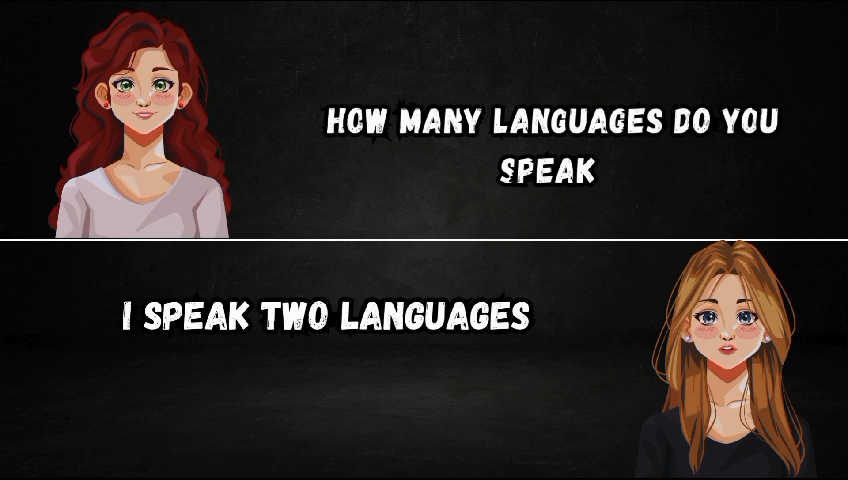 HOW MANY LANGUAGES DO YOU
SPEAK
I SPEAK TWO LANGUAGES